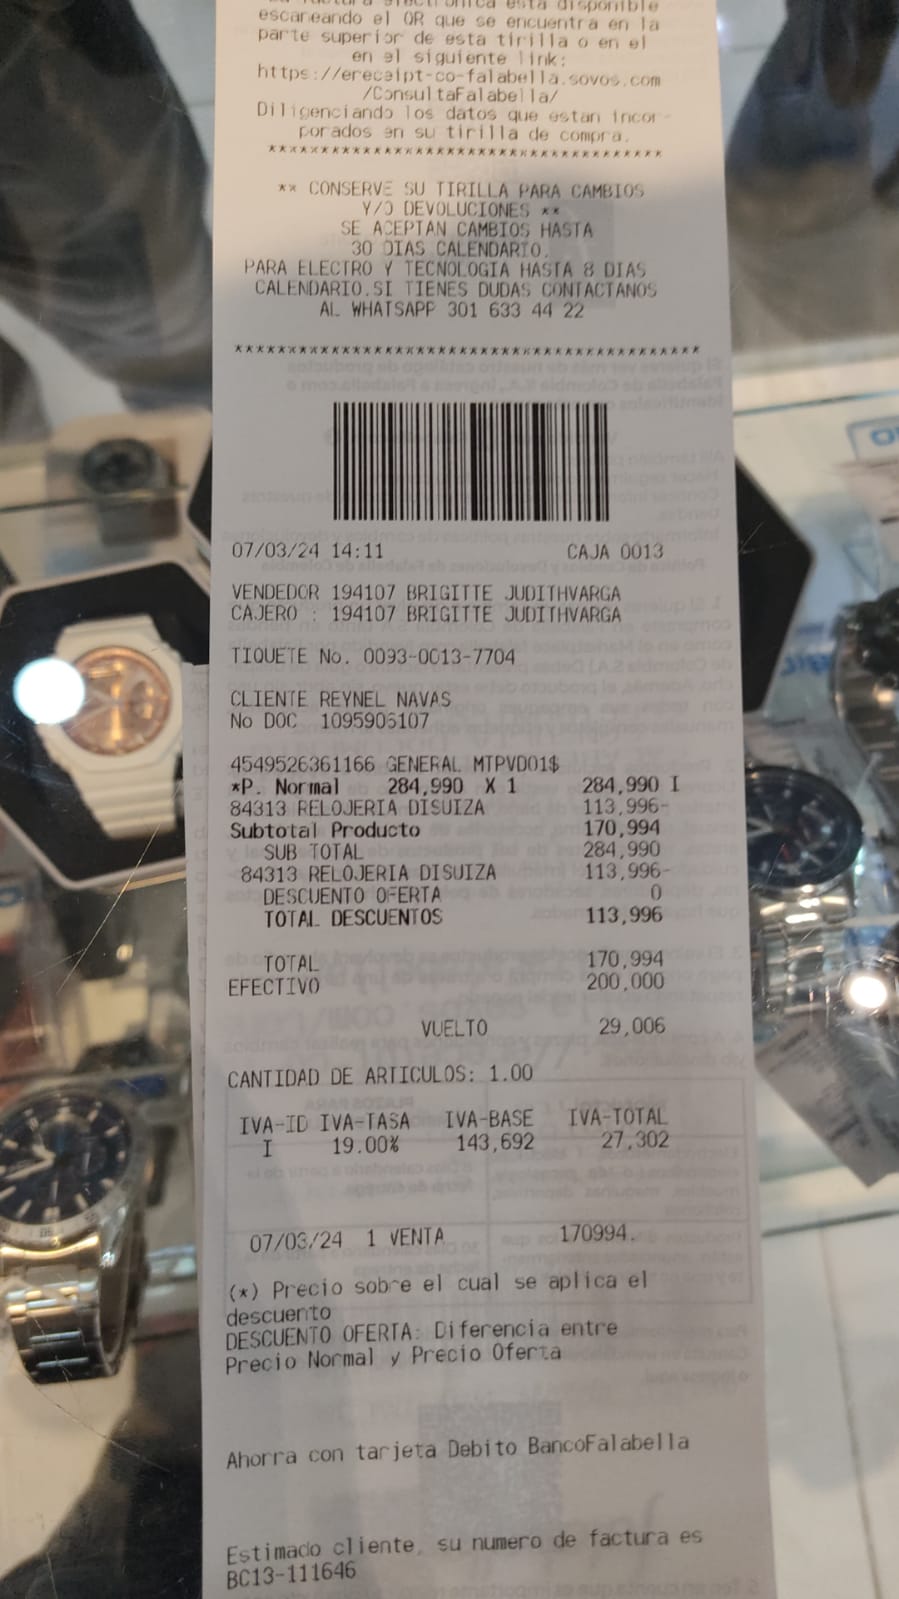 La factura electrónica está disponible
escaneando el QR que se encuentra en la
parte superior de esta tirilla o en el
en el siguiente link:
https://ereceipt-co-falabella.sovos.com
/ConsultaFalabella/
Diligenciando los datos que estan incor-
porados en su tirilla de compra.
*************************************
** CONSERVE SU TIRILLA PARA CAMBIOS
Y/O DEVOLUCIONES **
SE ACEPTAN CAMBIOS HASTA
30 DIAS CALENDARIO.
PARA ELECTRO Y TECNOLOGIA HASTA 8 DIAS
CALENDARIO.SI TIENES DUDAS CONTACTANOS
AL WHATSAPP 301 633 44 22
*******************************************
07/03/24 14:11 CAJA 0013
VENDEDOR 194107 BRIGITTE JUDITHVARGA
CAJERO : 194107 BRIGITTE JUDITHVARGA
TIQUETE No. 0093-0013-7704
CLIENTE REYNEL NAVAS
No DOC 1095906107
4549526361166 GENERAL MTPVD01$
*P. Normal 284,990 X 1 284,990 I
84313 RELOJERIA DISUIZA 113,996-
Subtotal Producto 170,994
SUB TOTAL 284,990
84313 RELOJERIA DISUIZA 113,996-
DESCUENTO OFERTA 0
TOTAL DESCUENTOS 113,996
TOTAL 170,994
EFECTIVO 200,000
VUELTO 29,006
CANTIDAD DE ARTICULOS: 1.00
IVA-ID IVA-TASA IVA-BASE IVA-TOTAL
I 19.00% 143,692 27,302
07/03/24 1 VENTA 170994.
(*) Precio sobre el cual se aplica el
descuento
DESCUENTO OFERTA: Diferencia entre
Precio Normal y Precio Oferta
Ahorra con tarjeta Debito BancoFalabella
Estimado cliente, su numero de factura es
BC13-111646